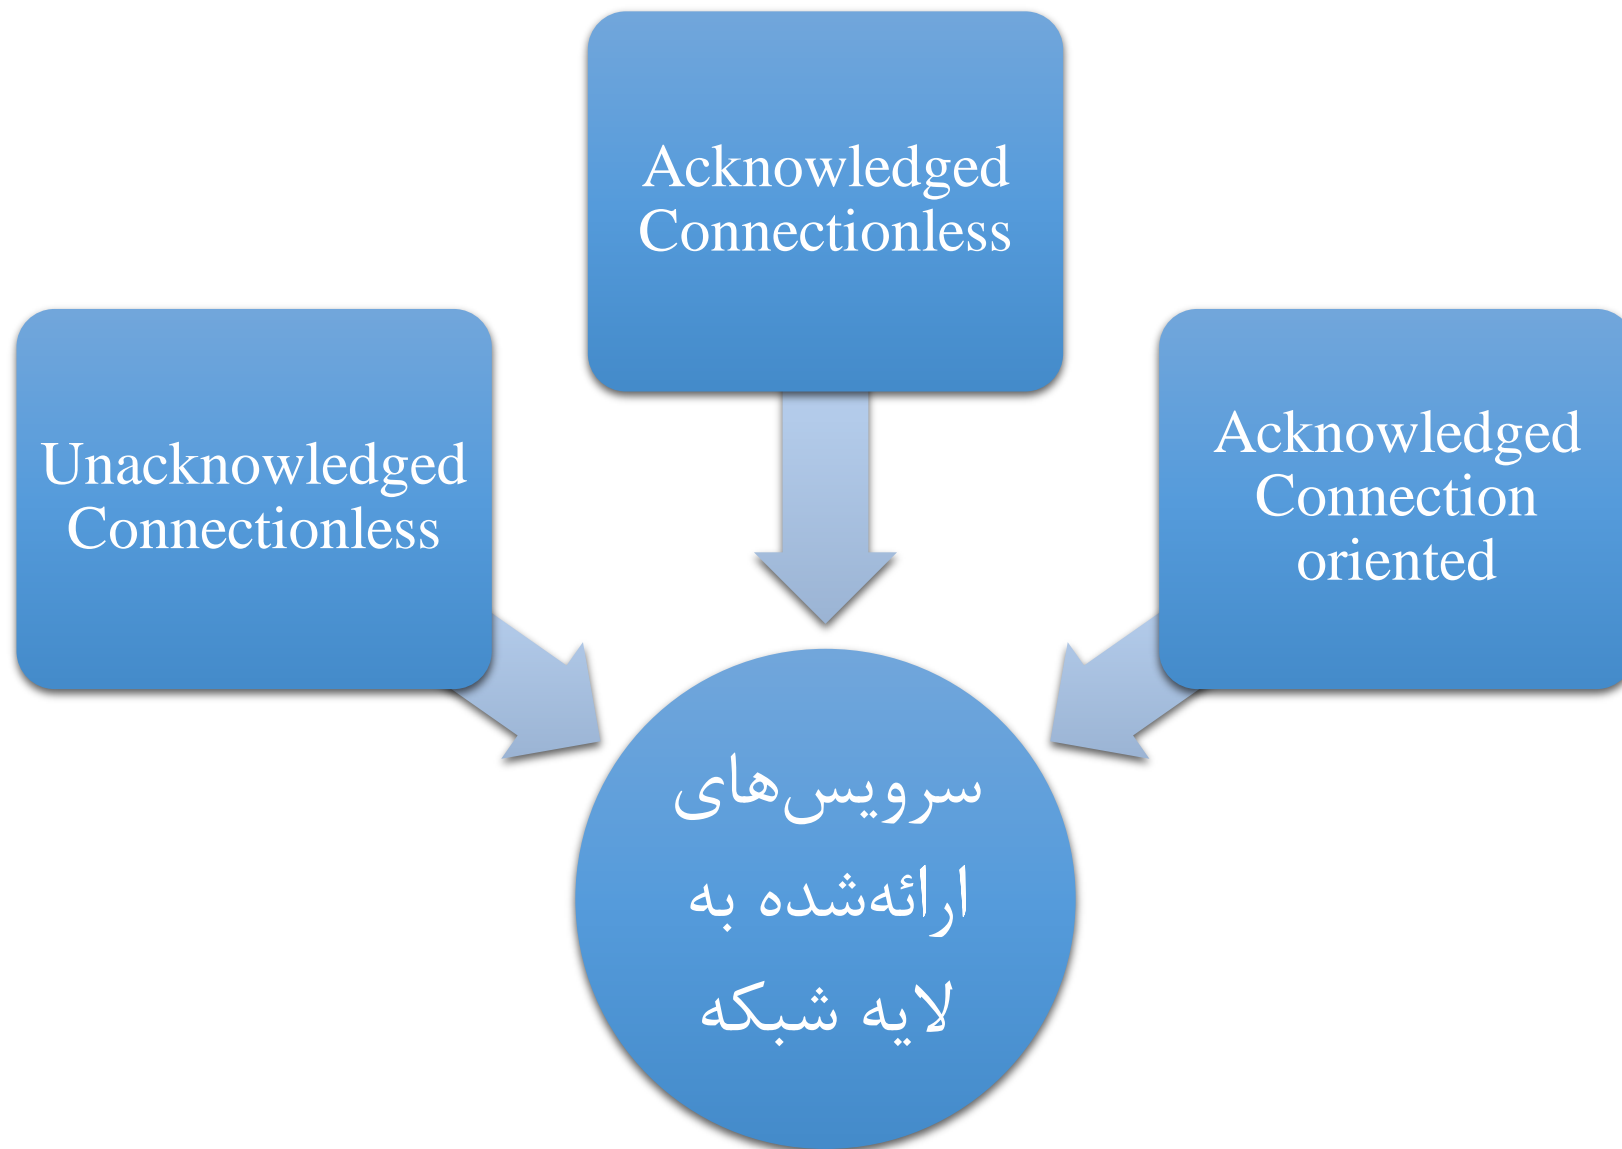 Acknowledged
Connectionless
Unacknowledged
Connectionless
Acknowledged
Connection
oriented
سرویس‌های
ارائه‌شده به
لایه شبکه